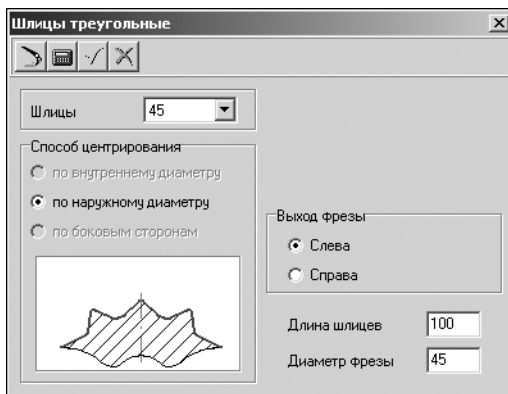 Шлицы треугольные
Шлицы 45
Способ центрирования
по внутреннему диаметру
по наружному диаметру
по боковым сторонам
Выход фрезы
Слева
Справа
Длина шлицев 100
Диаметр фрезы 45